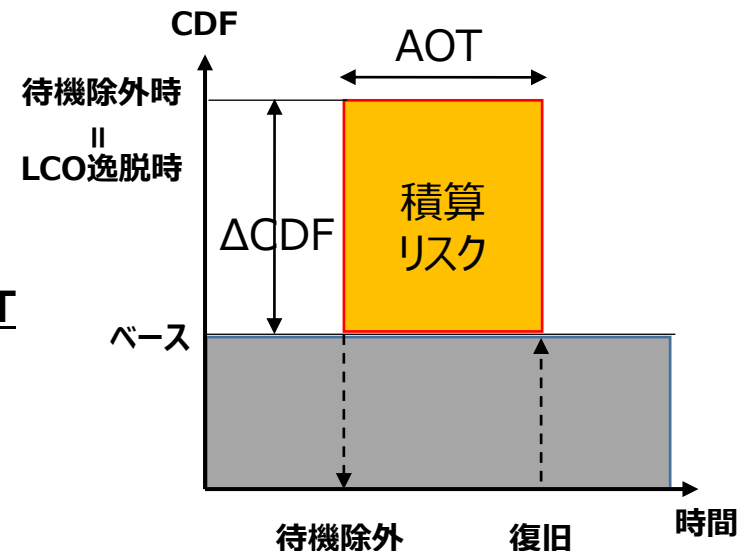 CDF
AOT
待機除外時
=
LCO逸脱時
積算
リスク
ΔCDF
T
ベース
待機除外
復旧
時間